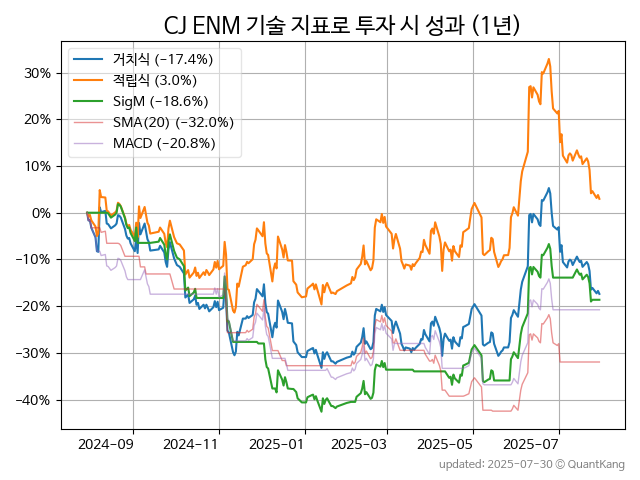 CJ ENM 기술 지표로 투자 시 성과 (1년)
거치식 (−17.4%)
적립식 (3.0%)
SigM (−18.6%)
SMA(20) (−32.0%)
MACD (−20.8%)
30%
20%
10%
0%
−10%
−20%
−30%
−40%
2024-09 2024-11 2025-01 2025-03 2025-05 2025-07
updated: 2025-07-30 © QuantKang